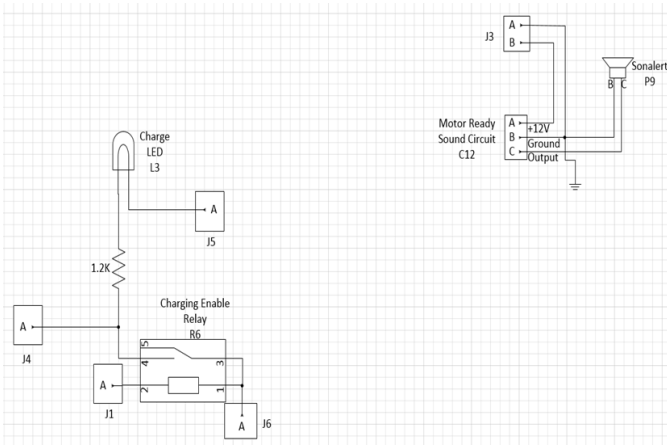 A
J3
B
Sonalert
P9
B C
Motor Ready
Sound Circuit
C12
A
B
C
+12V
Ground
Output
Charge
LED
L3
A
J5
1.2K
Charging Enable
Relay
R6
A
J4
5
4
3
2
1
A
J1
A
J6